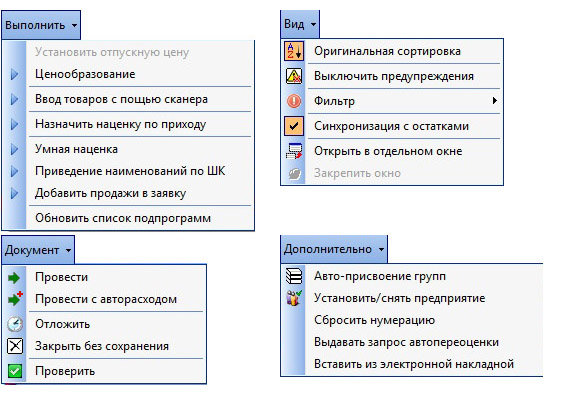 Выполнить
Установить отпускную цену
Ценообразование
Ввод товаров с пощью сканера
Назначить наценку по приходу
Умная наценка
Приведение наименований по ШК
Добавить продажи в заявку
Обновить список подпрограмм
Вид
Оригинальная сортировка
Выключить предупреждения
Фильтр
Синхронизация с остатками
Открыть в отдельном окне
Закрепить окно
Документ
Провести
Провести с авторасходом
Отложить
Закрыть без сохранения
Проверить
Дополнительно
Авто-присвоение групп
Установить/снять предприятие
Сбросить нумерацию
Выдавать запрос автопереоценки
Вставить из электронной накладной